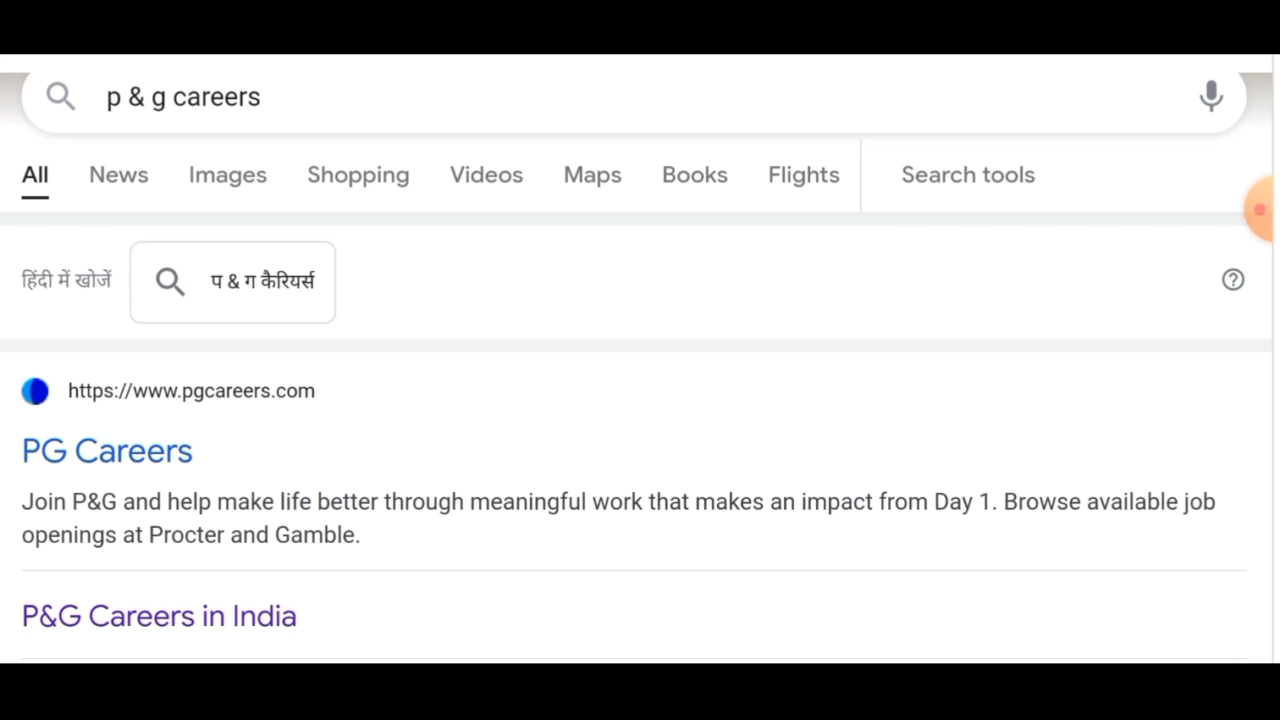 p & g careers
All News Images Shopping Videos Maps Books Flights Search tools
हिंदी में खोजें प & ग कैरियर्स
https://www.pgcareers.com
PG Careers
Join P&G and help make life better through meaningful work that makes an impact from Day 1. Browse available job
openings at Procter and Gamble.
P&G Careers in India